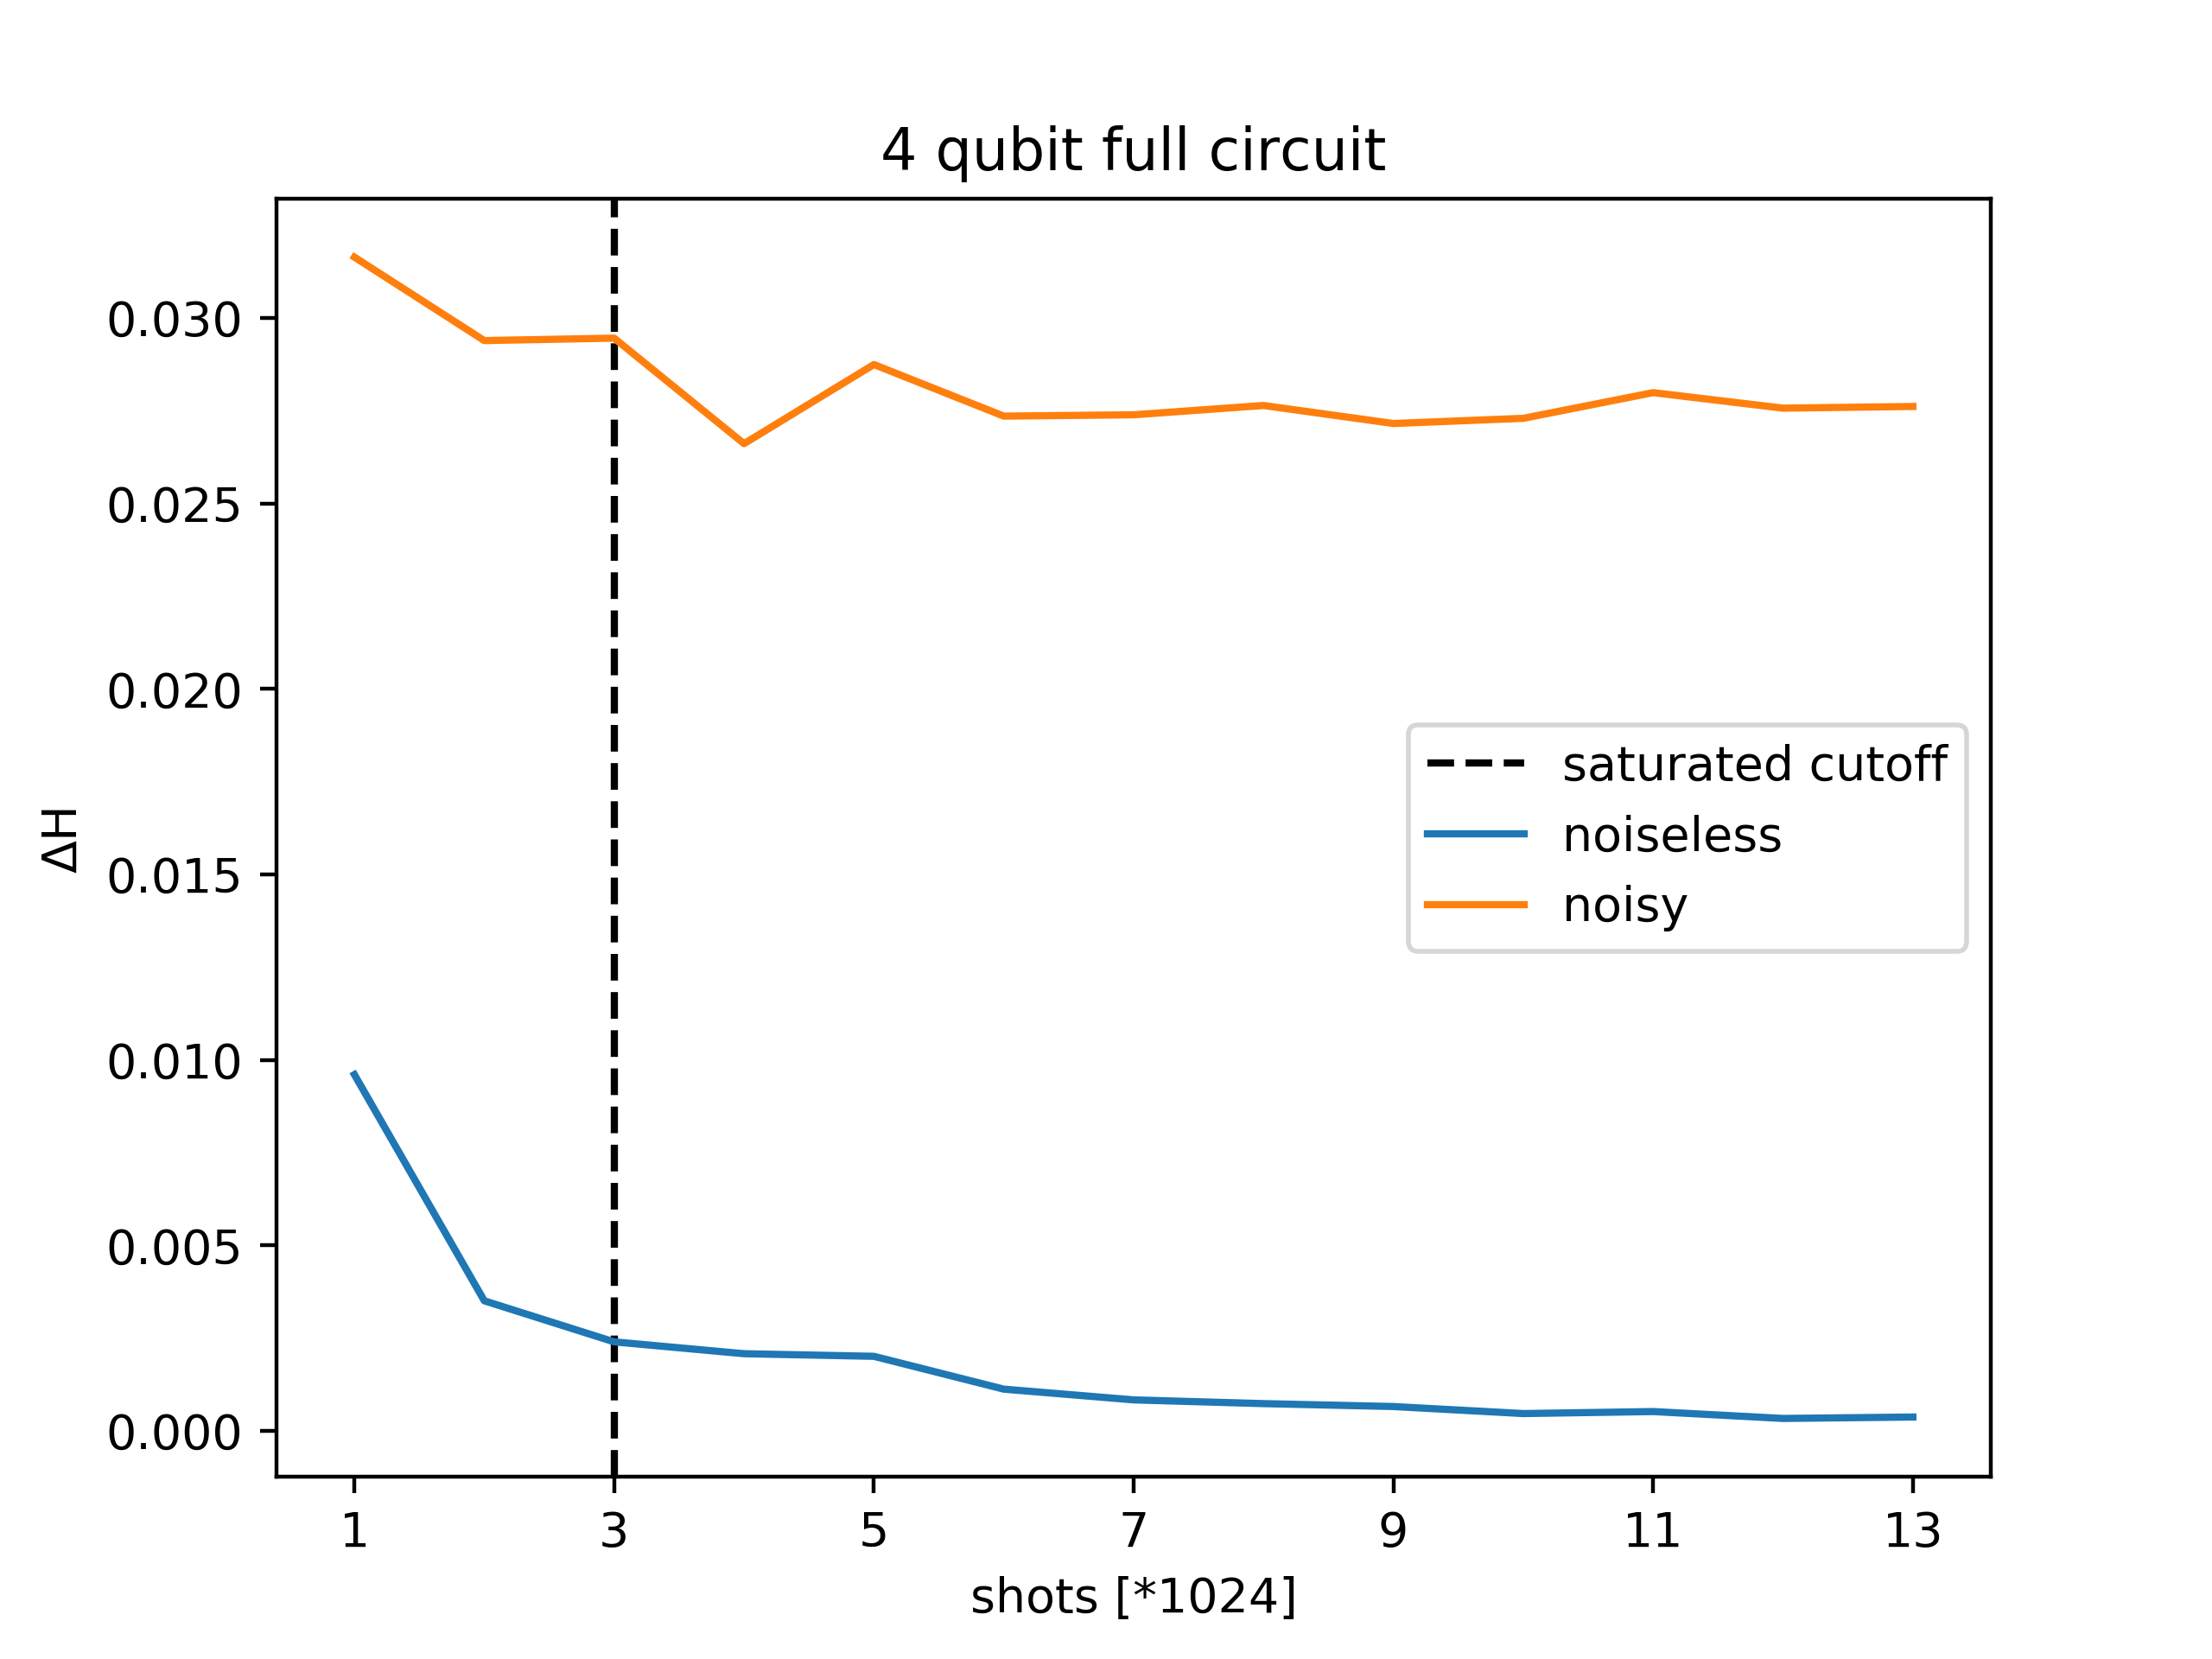 4 qubit full circuit
0.030
0.025
0.020
0.015
0.010
0.005
0.000
ΔH
saturated cutoff
noiseless
noisy
1 3 5 7 9 11 13
shots [*1024]